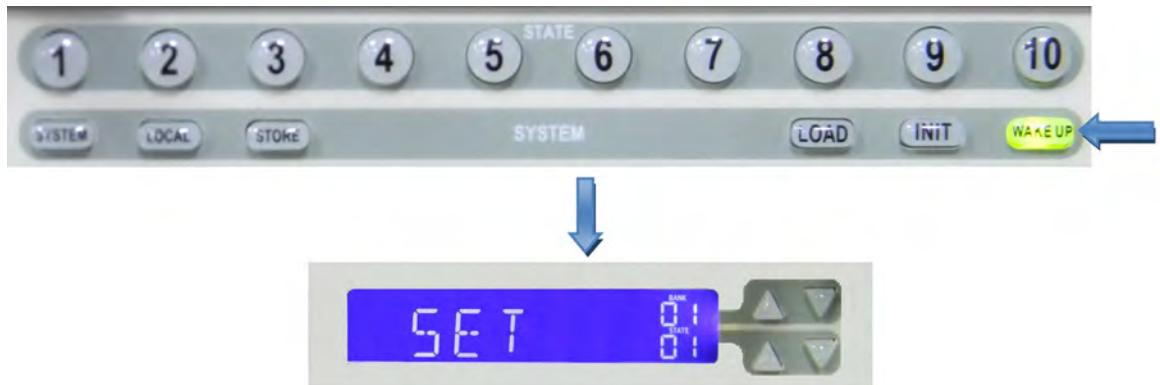 STATE
1 2 3 4 5 6 7 8 9 10
SYSTEM LOCAL STORE SYSTEM LOAD INIT WAKE UP
BANK
SET 01
STATE
01